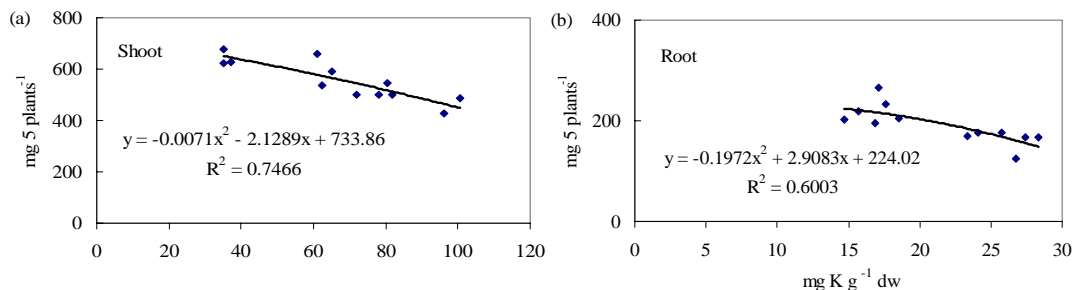 (a)
800
600
400
200
0
mg 5 plants⁻¹
Shoot
y = -0.0071x² - 2.1289x + 733.86
R² = 0.7466
0 20 40 60 80 100 120
(b)
400
200
0
mg 5 plants⁻¹
Root
y = -0.1972x² + 2.9083x + 224.02
R² = 0.6003
0 5 10 15 20 25 30
mg K g⁻¹ dw